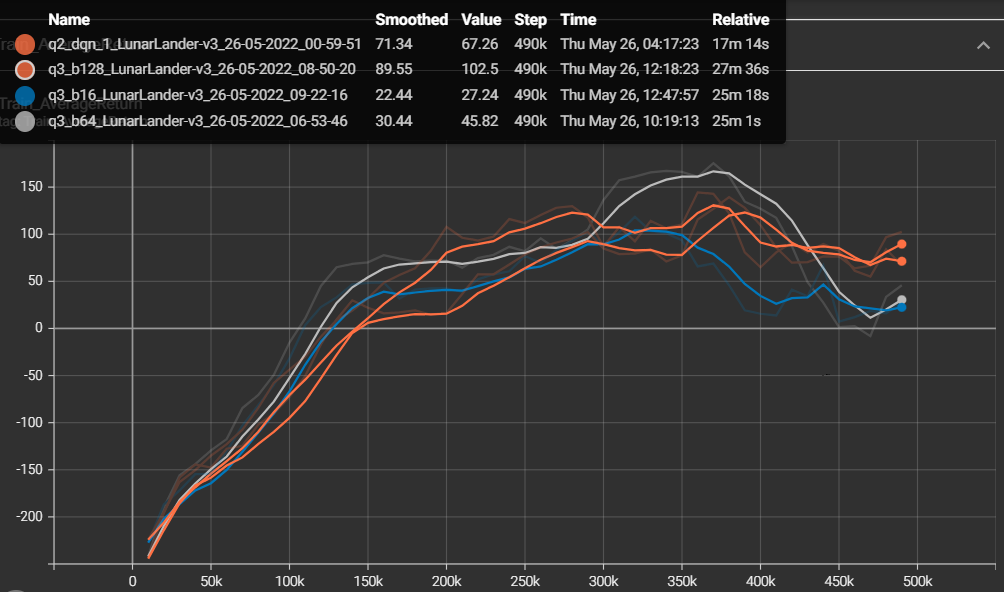 Name Smoothed Value Step Time Relative
q2_dqn_1_LunarLander-v3_26-05-2022_00-59-51 71.34 67.26 490k Thu May 26, 04:17:23 17m 14s
q3_b128_LunarLander-v3_26-05-2022_08-50-20 89.55 102.5 490k Thu May 26, 12:18:23 27m 36s
q3_b16_LunarLander-v3_26-05-2022_09-22-16 22.44 27.24 490k Thu May 26, 12:47:57 25m 18s
Train_AverageReturn
q3_b64_LunarLander-v3_26-05-2022_06-53-46 30.44 45.82 490k Thu May 26, 10:19:13 25m 1s
150
100
50
0
-50
-100
-150
-200
0 50k 100k 150k 200k 250k 300k 350k 400k 450k 500k